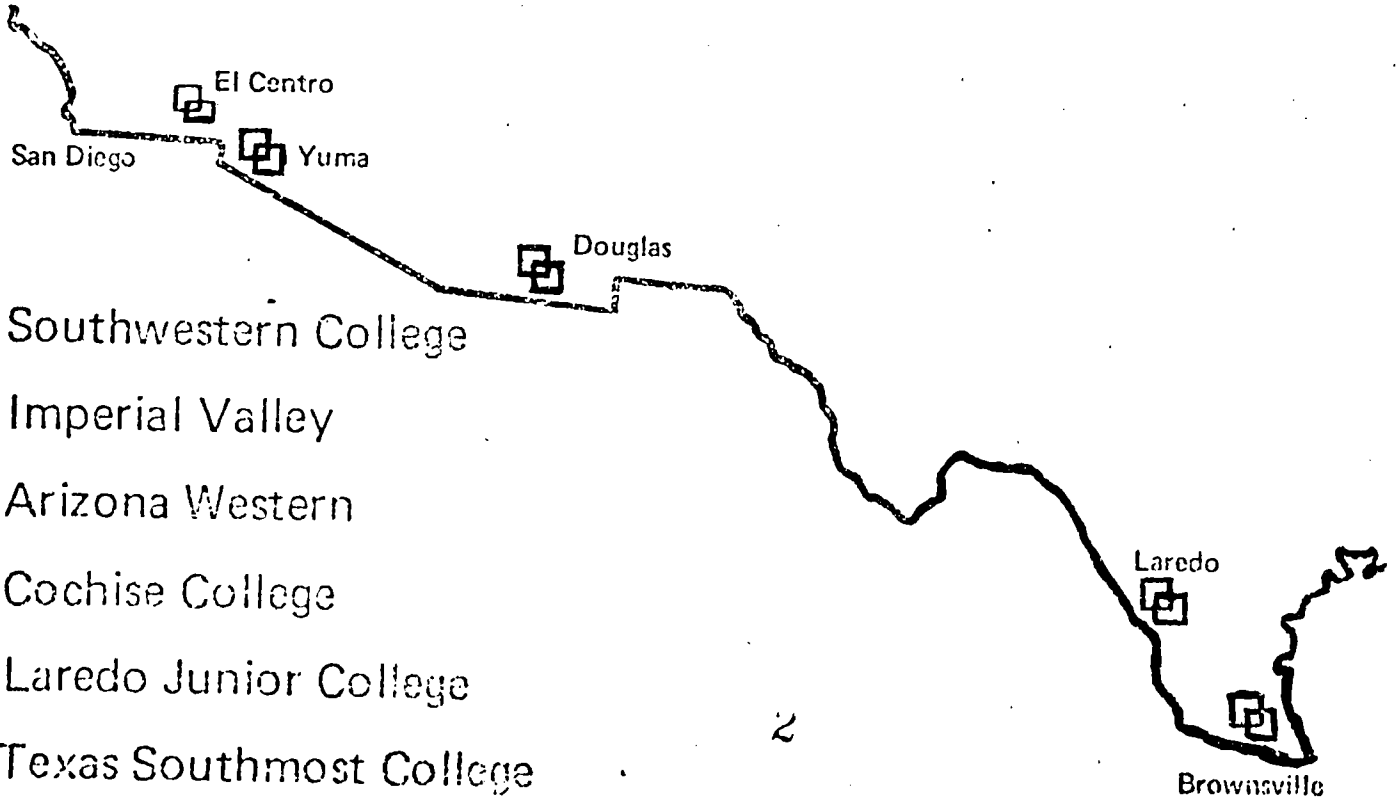 El Centro
San Diego
Yuma
Douglas
Southwestern College
Imperial Valley
Arizona Western
Cochise College
Laredo Junior College
Texas Southmost College
Laredo
2
Brownsville